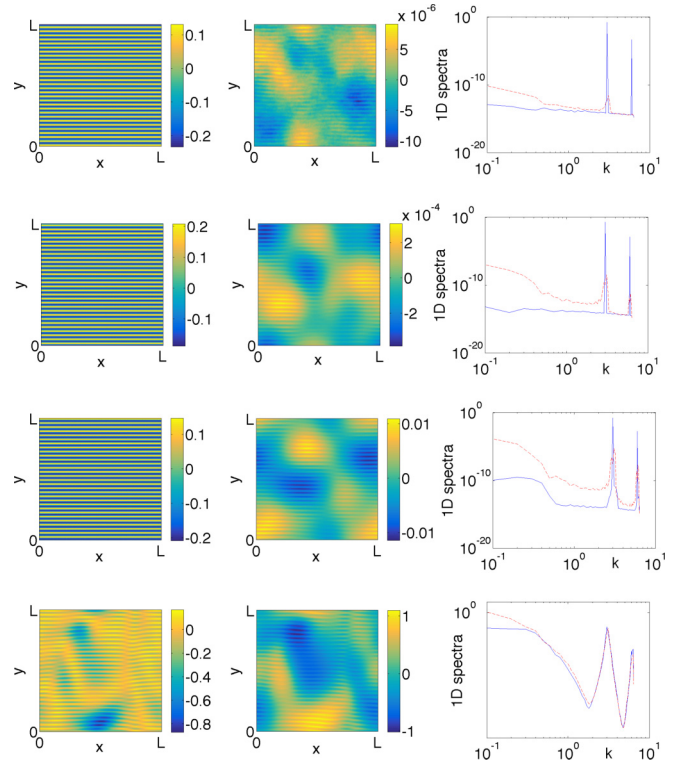 L 0.1 0 -0.1 -0.2 y 0 0 x L
x 10^-6 5 0 -5 -10 y 0 x L
10^0 10^-10 10^-20 1D spectra 10^-1 10^0 k 10^1
L 0.2 0.1 0 -0.1 y 0 0 x L
x 10^-4 2 0 -2 y 0 x L
10^0 10^-10 10^-20 1D spectra 10^-1 10^0 k 10^1
L 0.1 0 -0.1 -0.2 y 0 0 x L
L 0.01 0 -0.01 y 0 0 x L
10^0 10^-10 10^-20 1D spectra 10^-1 10^0 k 10^1
L 0 -0.2 -0.4 -0.6 -0.8 y 0 0 x L
L 1 0 -1 y 0 0 x L
10^0 1D spectra 10^-1 10^0 k 10^1